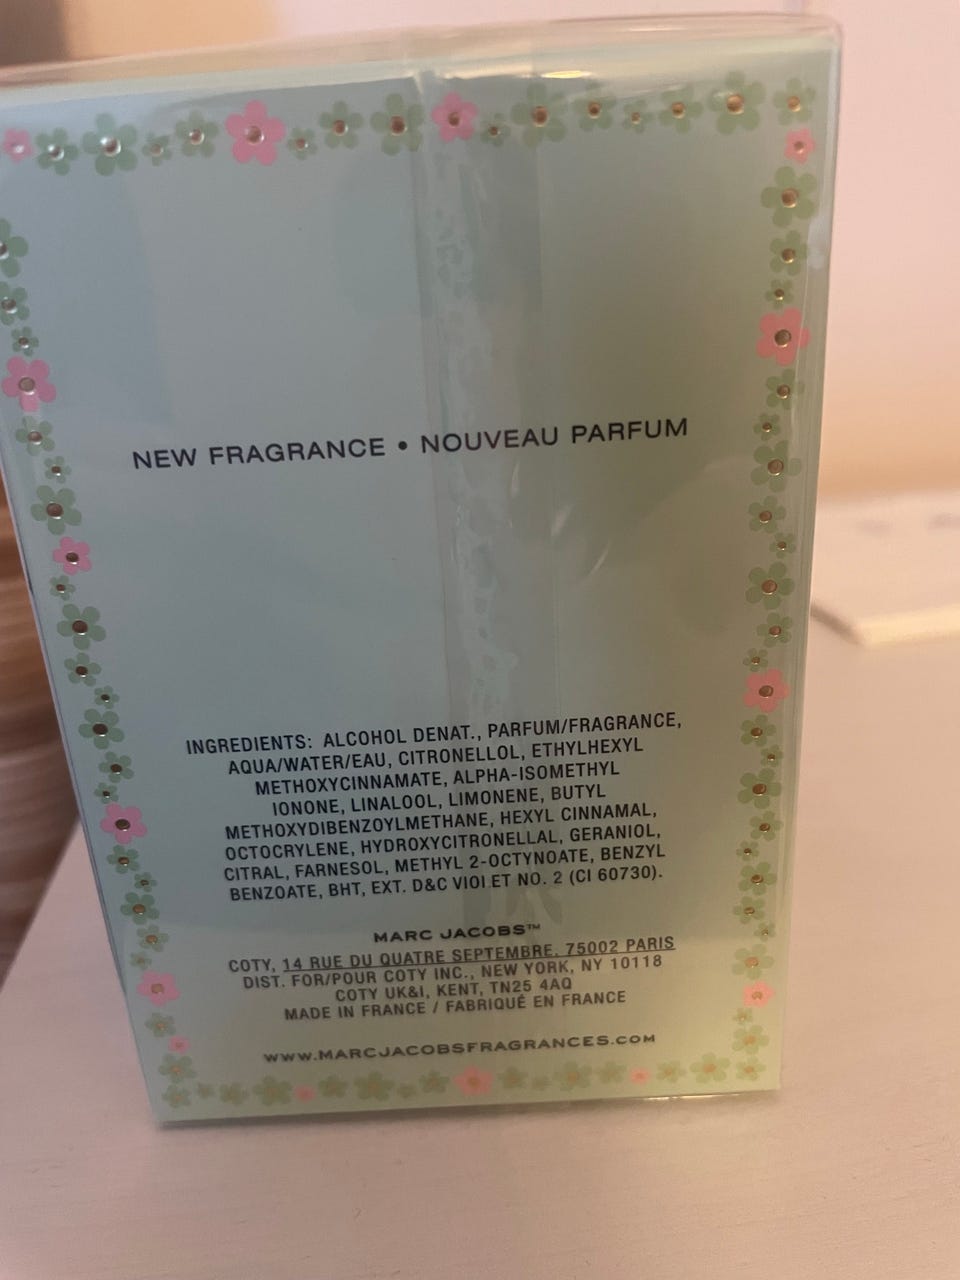 NEW FRAGRANCE • NOUVEAU PARFUM
INGREDIENTS: ALCOHOL DENAT., PARFUM/FRAGRANCE,
AQUA/WATER/EAU, CITRONELLOL, ETHYLHEXYL
METHOXYCINNAMATE, ALPHA-ISOMETHYL
IONONE, LINALOOL, LIMONENE, BUTYL
METHOXYDIBENZOYLMETHANE, HEXYL CINNAMAL,
OCTOCRYLENE, HYDROXYCITRONELLAL, GERANIOL,
CITRAL, FARNESOL, METHYL 2-OCTYNOATE, BENZYL
BENZOATE, BHT, EXT. D&C VIOLET NO. 2 (CI 60730).
MARC JACOBS™
COTY, 14 RUE DU QUATRE SEPTEMBRE, 75002 PARIS
DIST. FOR/POUR COTY INC., NEW YORK, NY 10118
COTY UK&I, KENT, TN25 4AQ
MADE IN FRANCE / FABRIQUÉ EN FRANCE
WWW.MARCJACOBSFRAGRANCES.COM